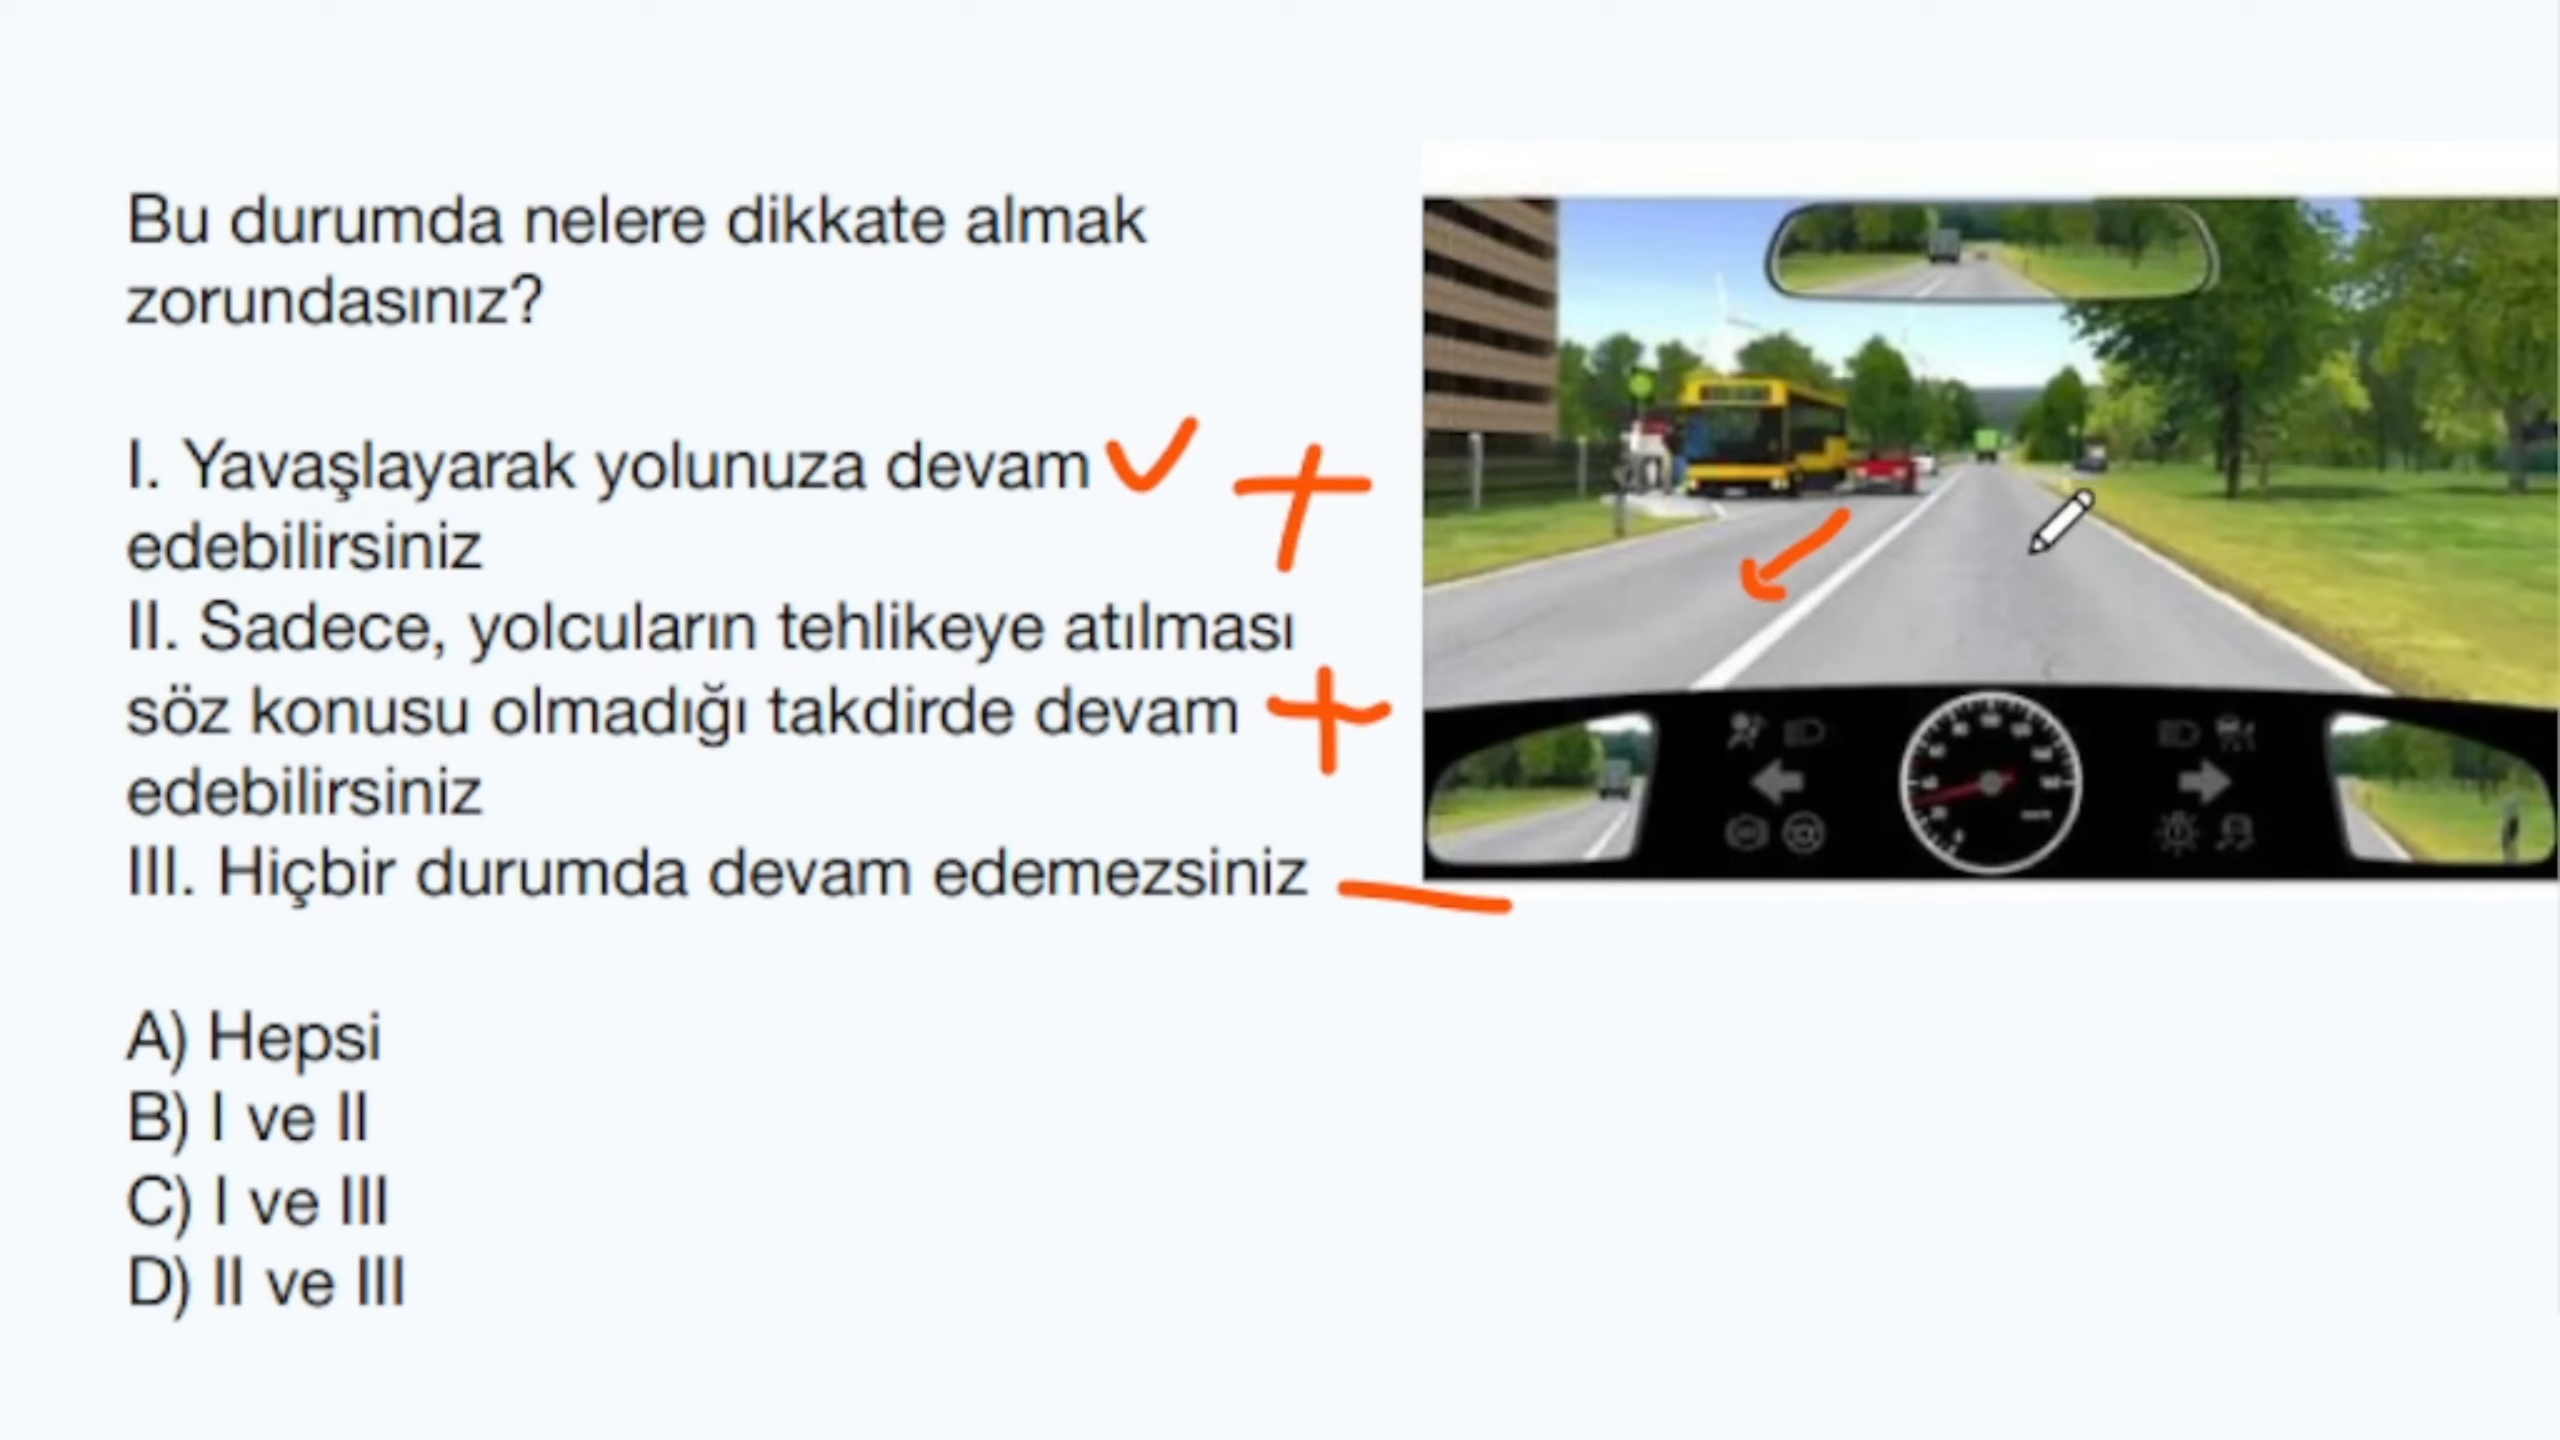 Bu durumda nelere dikkate almak
zorundasınız?
I. Yavaşlayarak yolunuza devam
edebilirsiniz
II. Sadece, yolcuların tehlikeye atılması
söz konusu olmadığı takdirde devam
edebilirsiniz
III. Hiçbir durumda devam edemezsiniz
A) Hepsi
B) I ve II
C) I ve III
D) II ve III